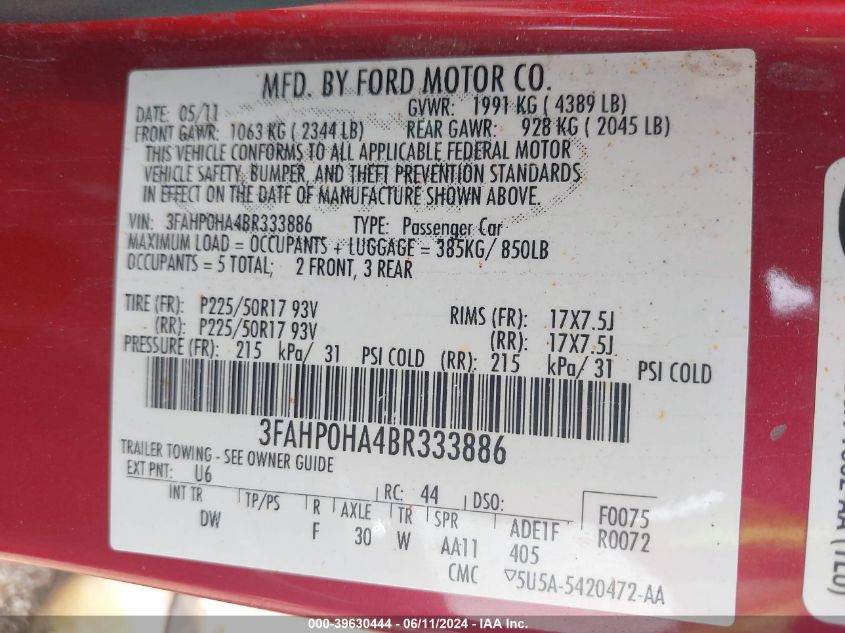 MFD. BY FORD MOTOR CO.
DATE: 05/11 GVWR: 1991 KG ( 4389 LB)
FRONT GAWR: 1063 KG ( 2344 LB) REAR GAWR: 928 KG ( 2045 LB)
THIS VEHICLE CONFORMS TO ALL APPLICABLE FEDERAL MOTOR
VEHICLE SAFETY, BUMPER, AND THEFT PREVENTION STANDARDS
IN EFFECT ON THE DATE OF MANUFACTURE SHOWN ABOVE.
VIN: 3FAHP0HA4BR333886 TYPE: Passenger Car
MAXIMUM LOAD = OCCUPANTS + LUGGAGE = 385KG/ 850LB
OCCUPANTS = 5 TOTAL; 2 FRONT, 3 REAR
TIRE (FR): P225/50R17 93V RIMS (FR): 17X7.5J
(RR): P225/50R17 93V (RR): 17X7.5J
PRESSURE (FR): 215 kPa/ 31 PSI COLD (RR): 215 kPa/ 31 PSI COLD
3FAHP0HA4BR333886
TRAILER TOWING - SEE OWNER GUIDE
EXT PNT: U6 RC: 44 DSO:
INT TR TP/PS R AXLE TR SPR ADE1F F0075
DW F 30 W AA11 405 R0072
CMC ▽5U5A-5420472-AA
000-39630444 - 06/11/2024 - IAA Inc.